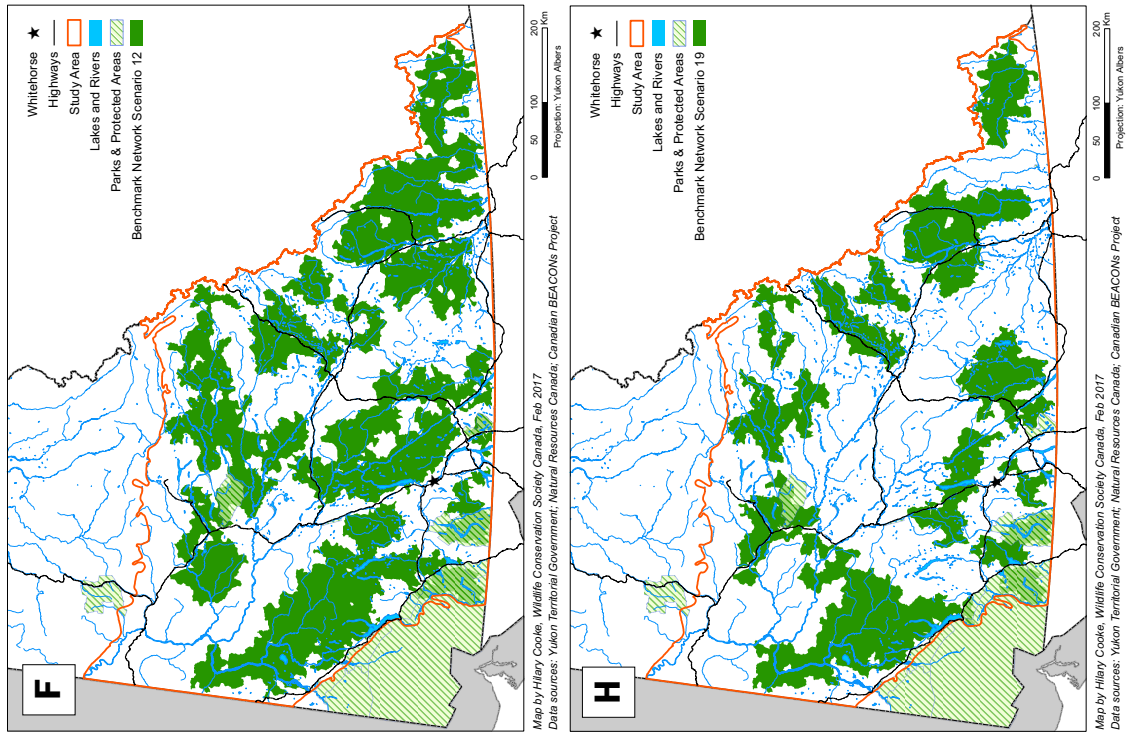 F
Whitehorse
Highways
Study Area
Lakes and Rivers
Parks & Protected Areas
Benchmark Network Scenario 12
0 50 100 200 Km
Projection: Yukon Albers
Map by Hilary Cooke, Wildlife Conservation Society Canada, Feb 2017
Data sources: Yukon Territorial Government; Natural Resources Canada; Canadian BEACONs Project
H
Whitehorse
Highways
Study Area
Lakes and Rivers
Parks & Protected Areas
Benchmark Network Scenario 19
0 50 100 200 Km
Projection: Yukon Albers
Map by Hilary Cooke, Wildlife Conservation Society Canada, Feb 2017
Data sources: Yukon Territorial Government; Natural Resources Canada; Canadian BEACONs Project